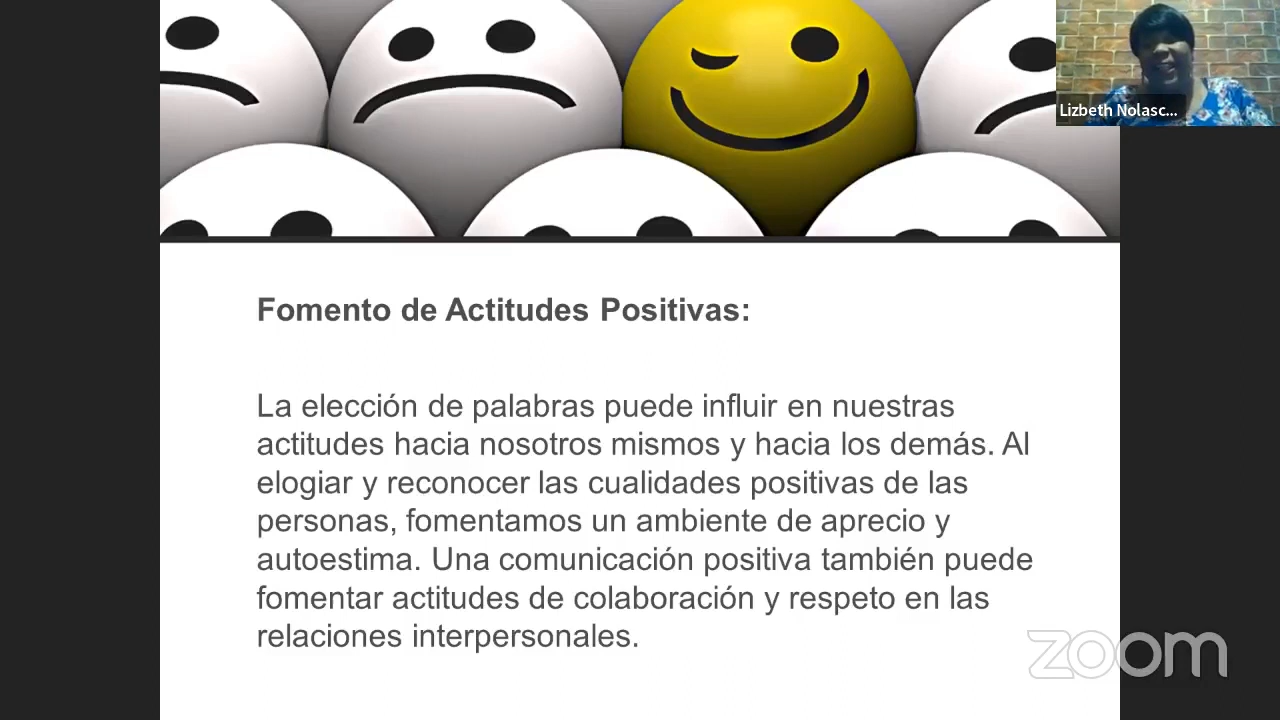 Lizbeth Nolasc...
Fomento de Actitudes Positivas:
La elección de palabras puede influir en nuestras
actitudes hacia nosotros mismos y hacia los demás. Al
elogiar y reconocer las cualidades positivas de las
personas, fomentamos un ambiente de aprecio y
autoestima. Una comunicación positiva también puede
fomentar actitudes de colaboración y respeto en las
relaciones interpersonales.
zoom